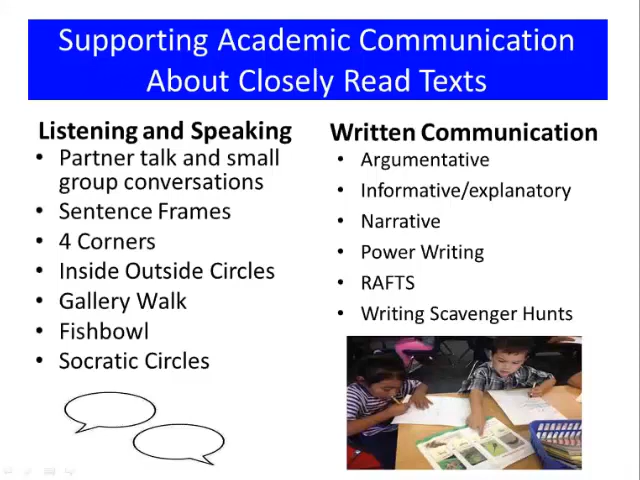 Supporting Academic Communication
About Closely Read Texts
Listening and Speaking
• Partner talk and small
group conversations
• Sentence Frames
• 4 Corners
• Inside Outside Circles
• Gallery Walk
• Fishbowl
• Socratic Circles
Written Communication
• Argumentative
• Informative/explanatory
• Narrative
• Power Writing
• RAFTS
• Writing Scavenger Hunts